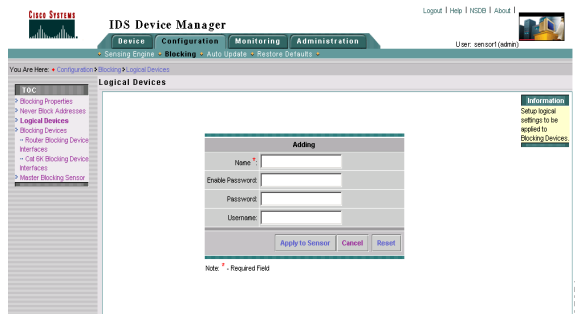 Cisco Systems
IDS Device Manager
Logout | Help | NSDB | About |
Device Configuration Monitoring Administration
User: sensor1 (admin)
Sensing Engine Blocking Auto Update Restore Defaults
You Are Here: Configuration > Blocking > Logical Devices
Logical Devices
TOC
Blocking Properties
Never Block Addresses
Logical Devices
Blocking Devices
Router Blocking Device
Interfaces
Cat 6K Blocking Device
Interfaces
Master Blocking Sensor
Adding
Name *:
Enable Password:
Password:
Username:
Apply to Sensor Cancel Reset
Note: * - Required Field
Information
Setup logical
settings to be
applied to
Blocking Devices.